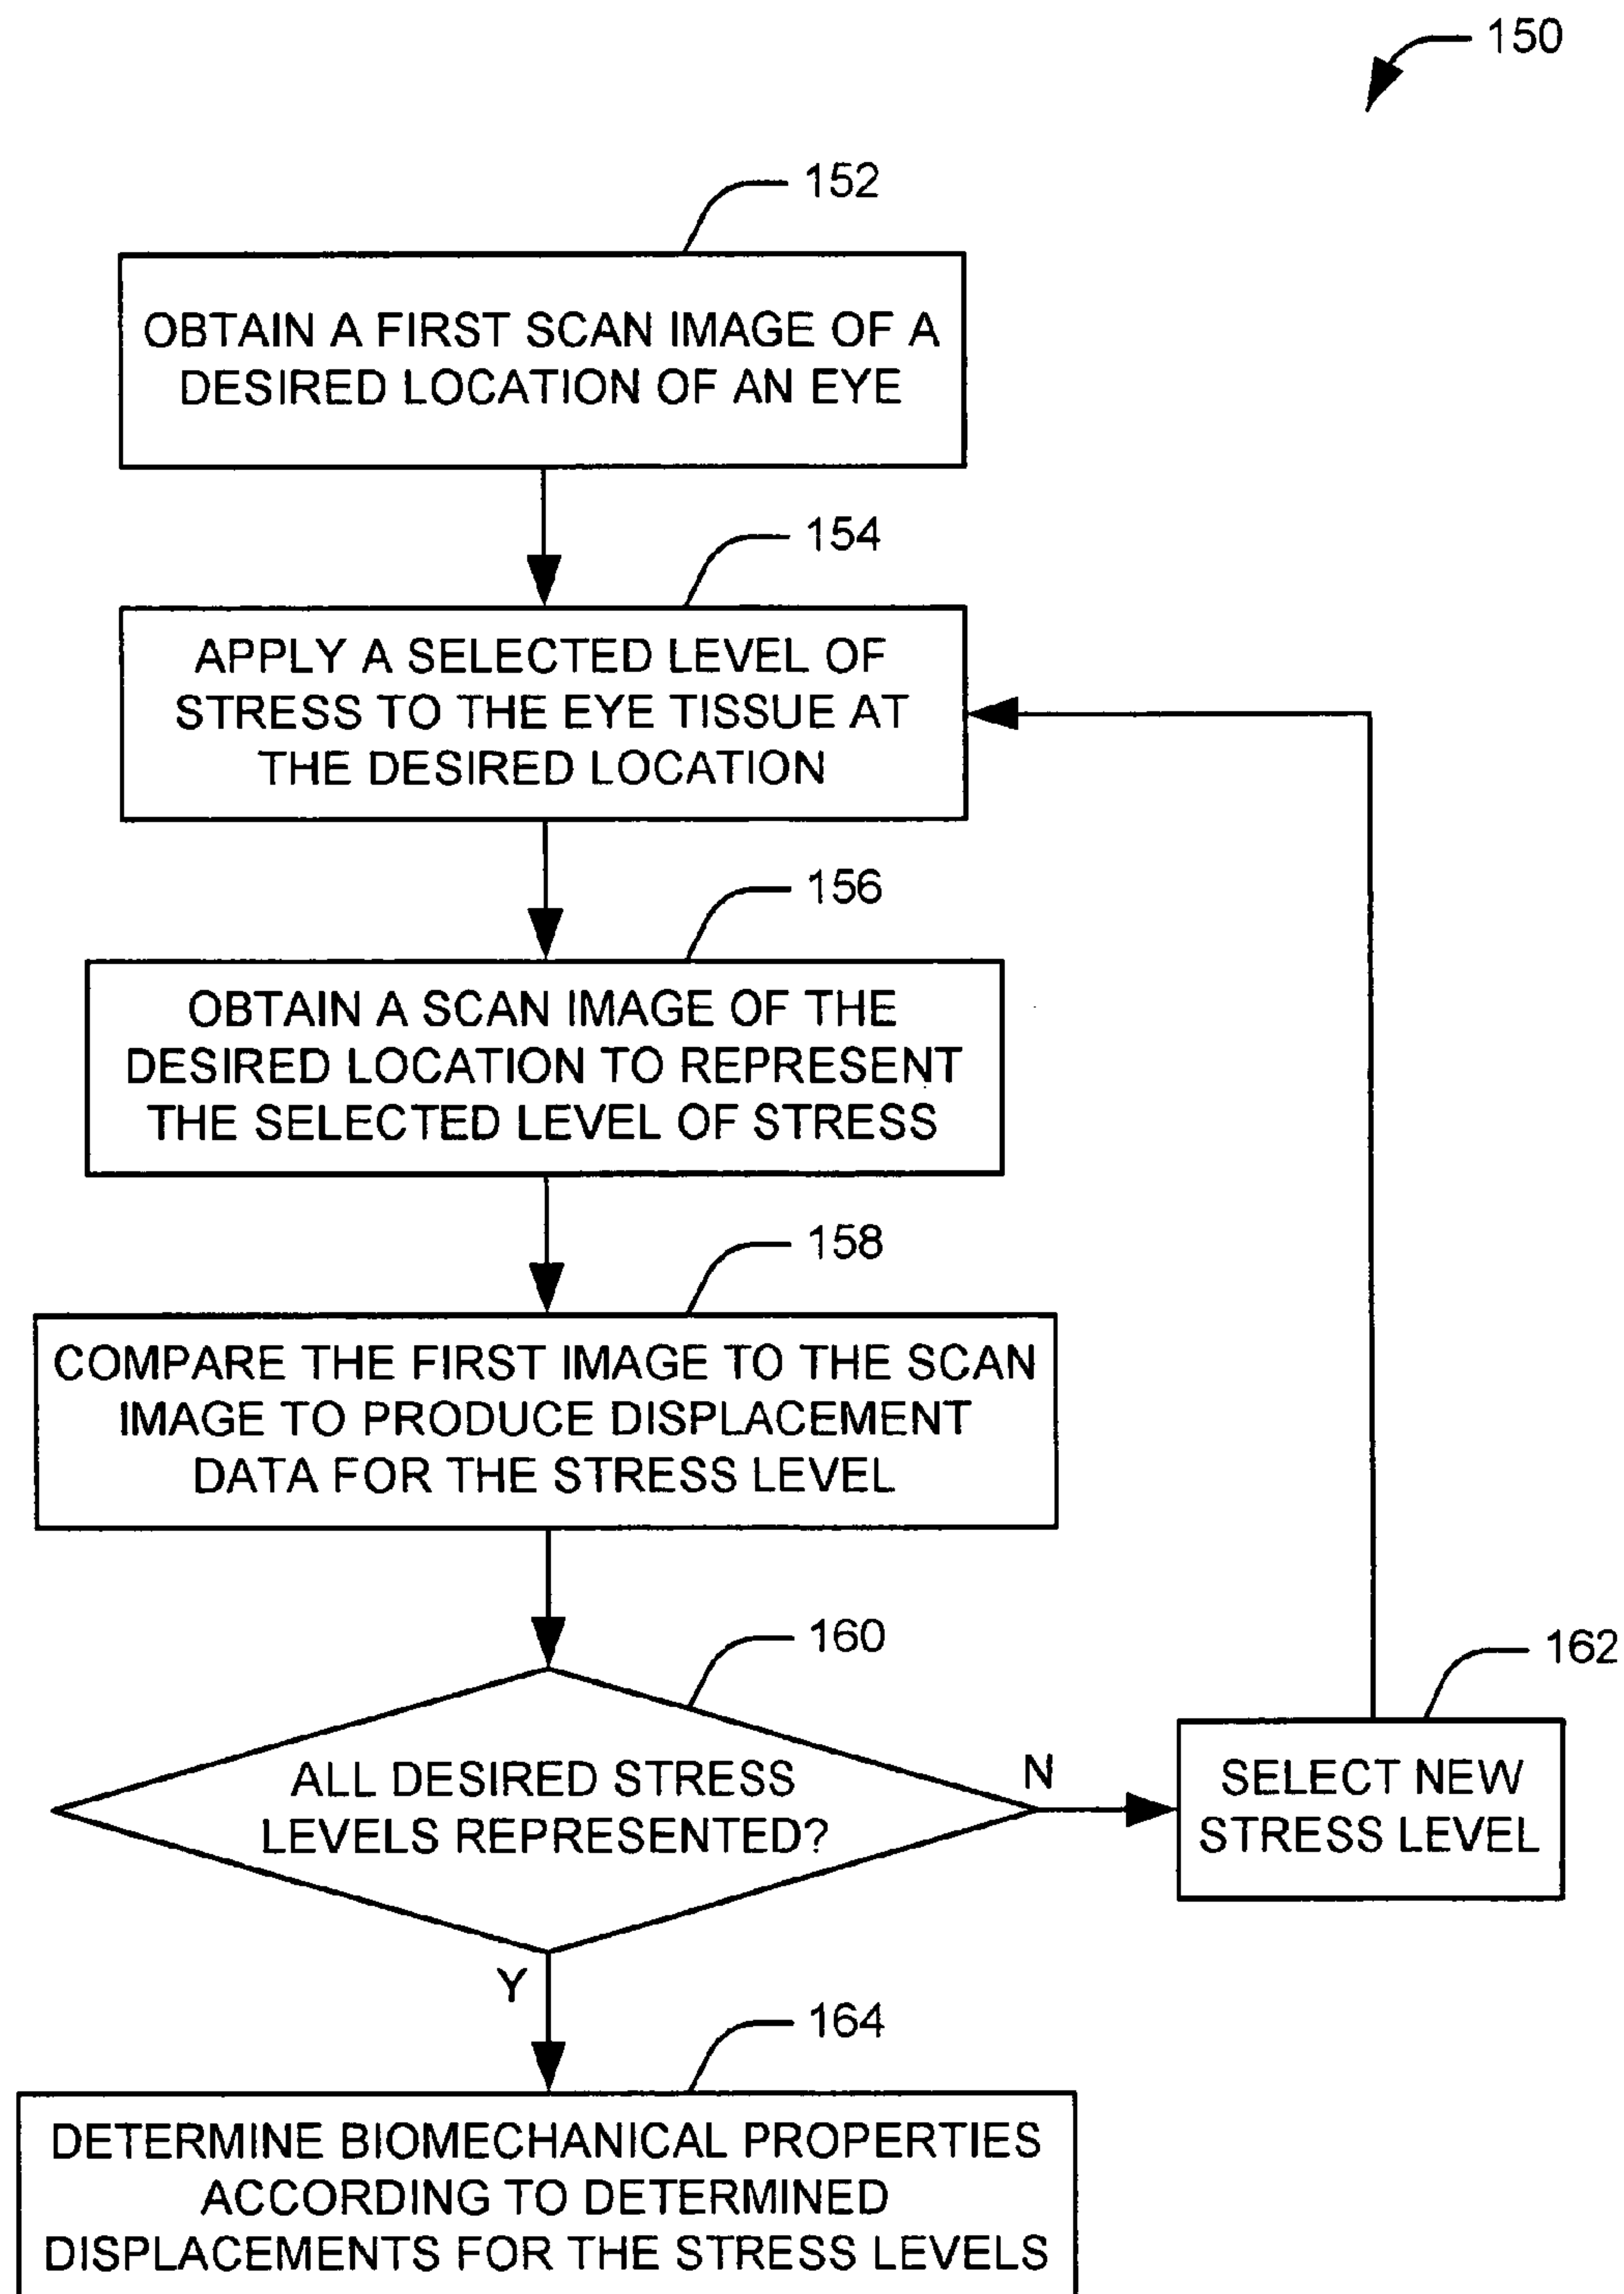 150
152
OBTAIN A FIRST SCAN IMAGE OF A
DESIRED LOCATION OF AN EYE
154
APPLY A SELECTED LEVEL OF
STRESS TO THE EYE TISSUE AT
THE DESIRED LOCATION
156
OBTAIN A SCAN IMAGE OF THE
DESIRED LOCATION TO REPRESENT
THE SELECTED LEVEL OF STRESS
158
COMPARE THE FIRST IMAGE TO THE SCAN
IMAGE TO PRODUCE DISPLACEMENT
DATA FOR THE STRESS LEVEL
160
ALL DESIRED STRESS
LEVELS REPRESENTED?
N
162
SELECT NEW
STRESS LEVEL
Y
164
DETERMINE BIOMECHANICAL PROPERTIES
ACCORDING TO DETERMINED
DISPLACEMENTS FOR THE STRESS LEVELS